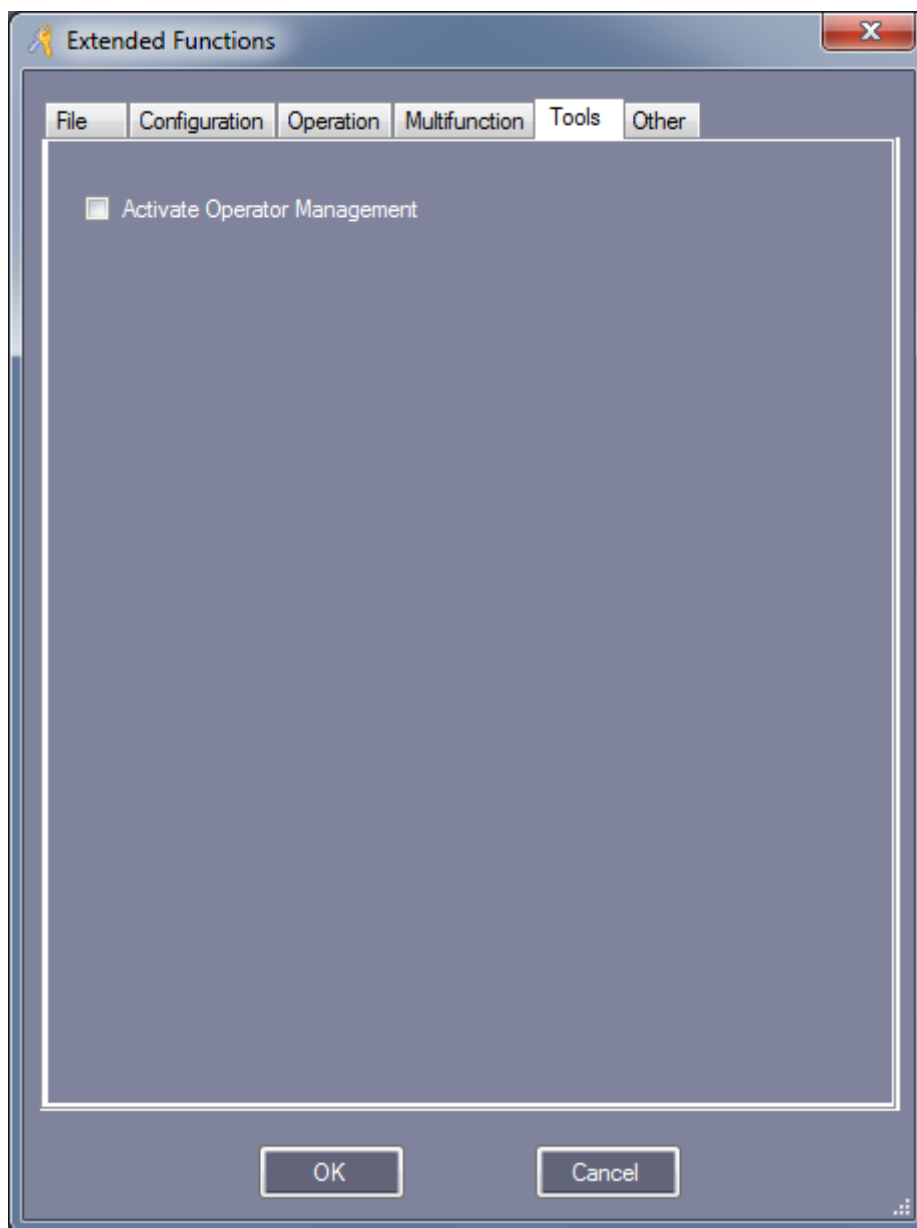 Extended Functions
File Configuration Operation Multifunction Tools Other
Activate Operator Management
OK Cancel